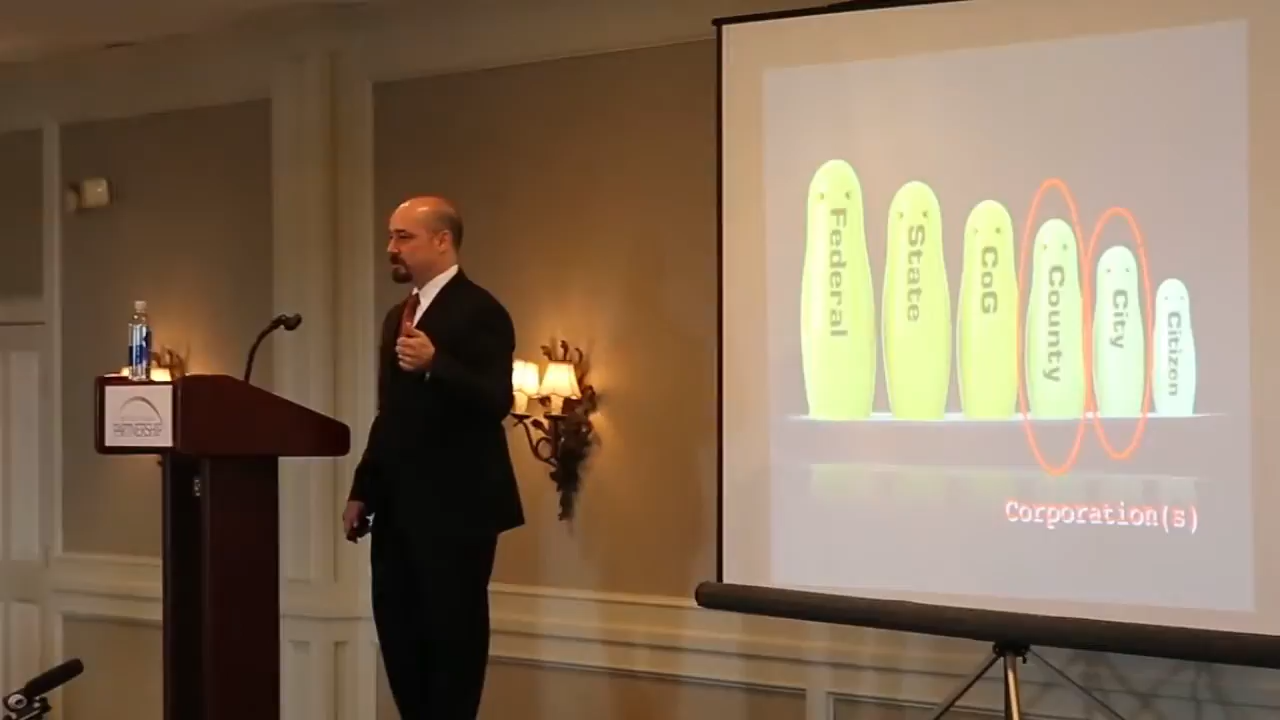 PARTNERSHIP
Federal
State
CoG
County
City
Citizen
Corporation(s)